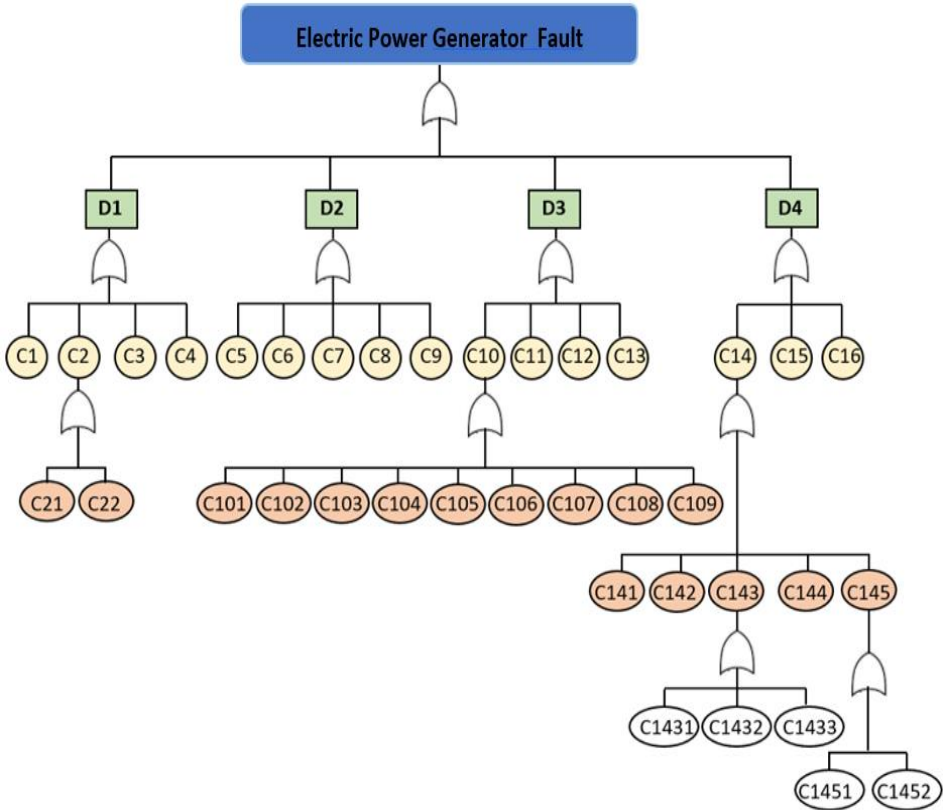 Electric Power Generator Fault
D1 D2 D3 D4
C1 C2 C3 C4 C5 C6 C7 C8 C9 C10 C11 C12 C13 C14 C15 C16
C21 C22 C101 C102 C103 C104 C105 C106 C107 C108 C109
C141 C142 C143 C144 C145
C1431 C1432 C1433
C1451 C1452